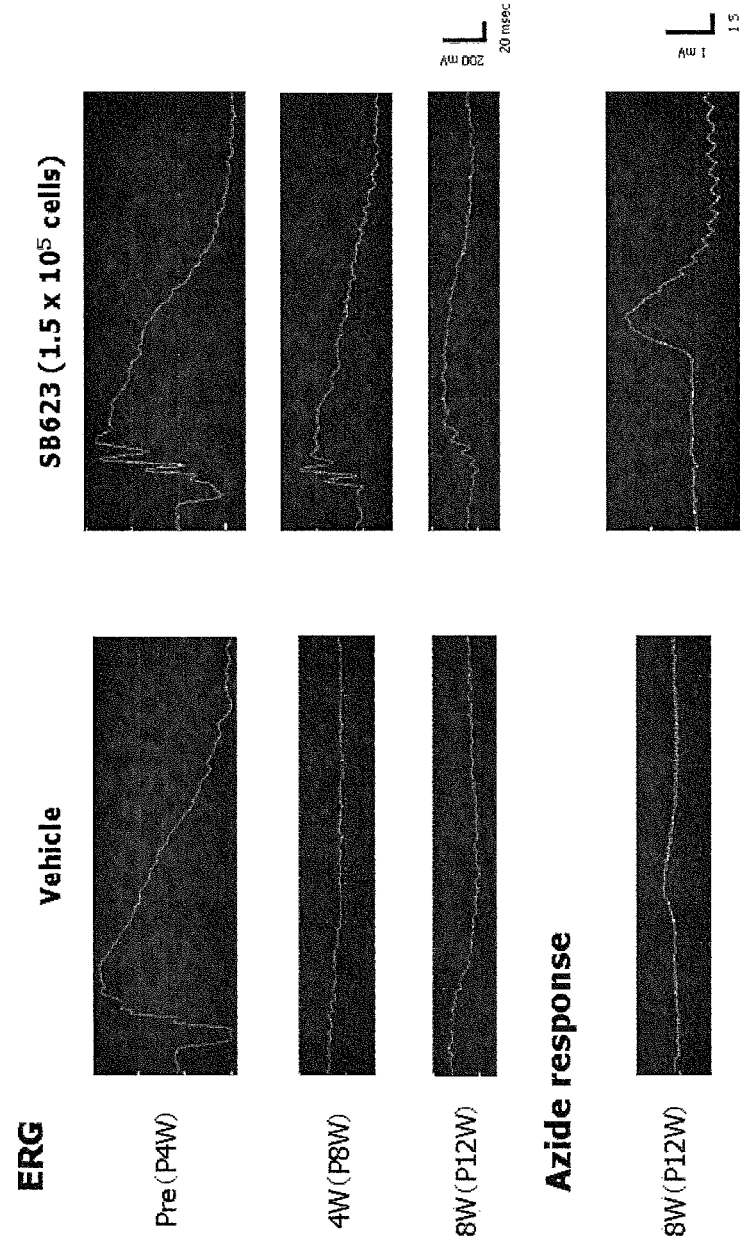 ERG
Vehicle
SB623 (1.5 x 10⁵ cells)
Pre (P4W)
4W (P8W)
8W (P12W)
200 mV
20 msec
Azide response
8W (P12W)
1 mV
1 S